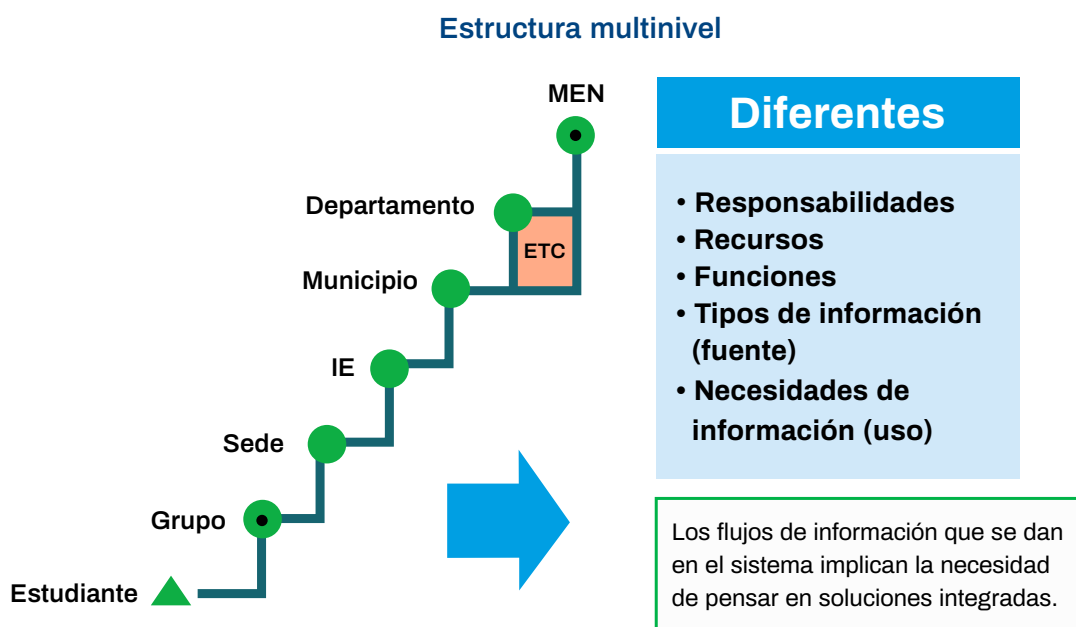 Estructura multinivel
MEN
Departamento
ETC
Municipio
IE
Sede
Grupo
Estudiante
Diferentes
• Responsabilidades
• Recursos
• Funciones
• Tipos de información
(fuente)
• Necesidades de
información (uso)
Los flujos de información que se dan
en el sistema implican la necesidad
de pensar en soluciones integradas.